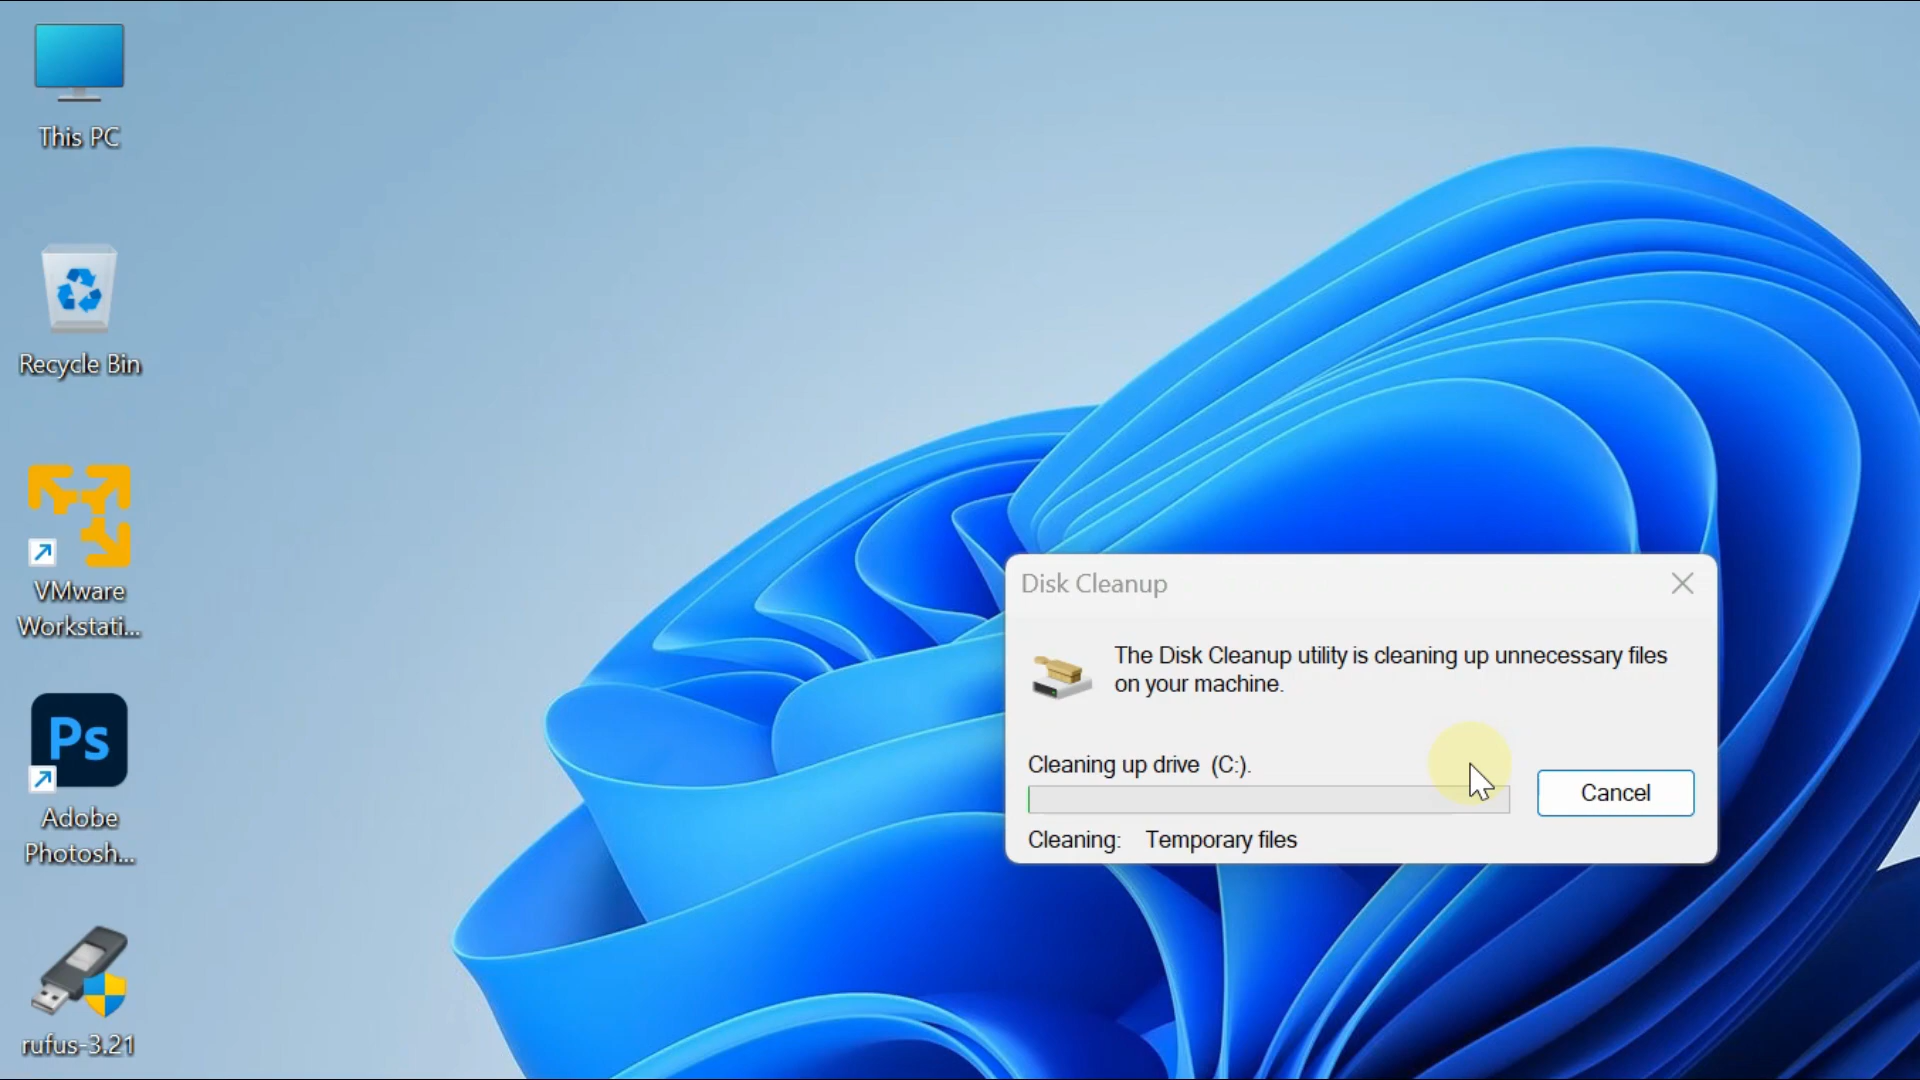 This PC
Recycle Bin
VMware
Workstati...
Ps
Adobe
Photosh...
rufus-3.21
Disk Cleanup
The Disk Cleanup utility is cleaning up unnecessary files
on your machine.
Cleaning up drive  (C:).
Cancel
Cleaning:    Temporary files